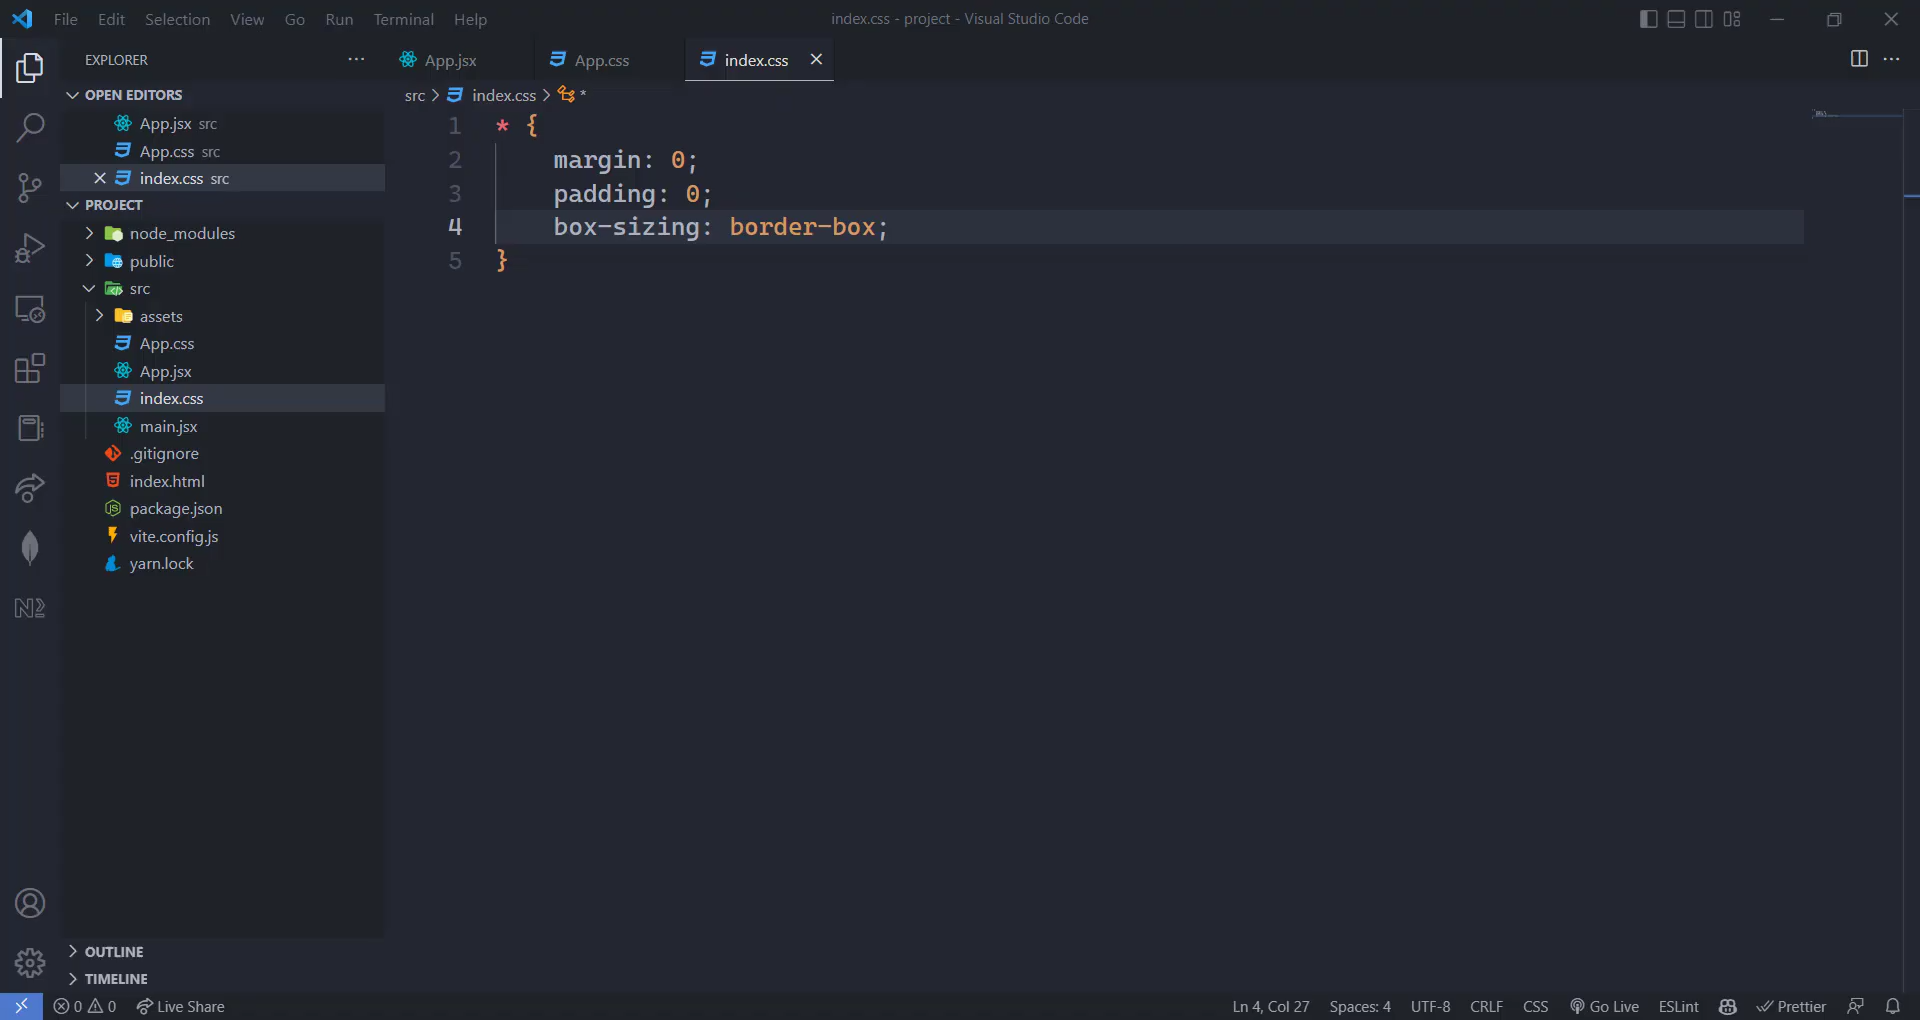 File Edit Selection View Go Run Terminal Help
index.css - project - Visual Studio Code
EXPLORER
App.jsx
App.css
index.css
OPEN EDITORS
App.jsx src
App.css src
index.css src
PROJECT
node_modules
public
src
assets
App.css
App.jsx
index.css
main.jsx
.gitignore
index.html
package.json
vite.config.js
yarn.lock
OUTLINE
TIMELINE
src > index.css > *
1 * {
2 margin: 0;
3 padding: 0;
4 box-sizing: border-box;
5 }
0 0 Live Share
Ln 4, Col 27 Spaces: 4 UTF-8 CRLF CSS Go Live ESLint Prettier